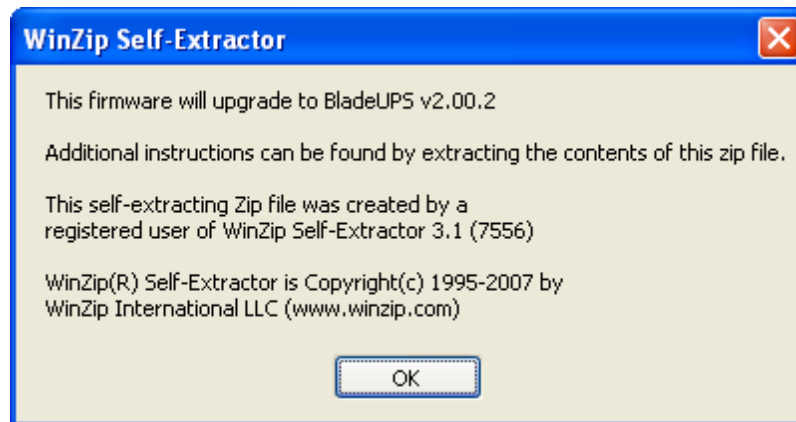 WinZip Self-Extractor
This firmware will upgrade to BladeUPS v2.00.2
Additional instructions can be found by extracting the contents of this zip file.
This self-extracting Zip file was created by a
registered user of WinZip Self-Extractor 3.1 (7556)
WinZip(R) Self-Extractor is Copyright(c) 1995-2007 by
WinZip International LLC (www.winzip.com)
OK